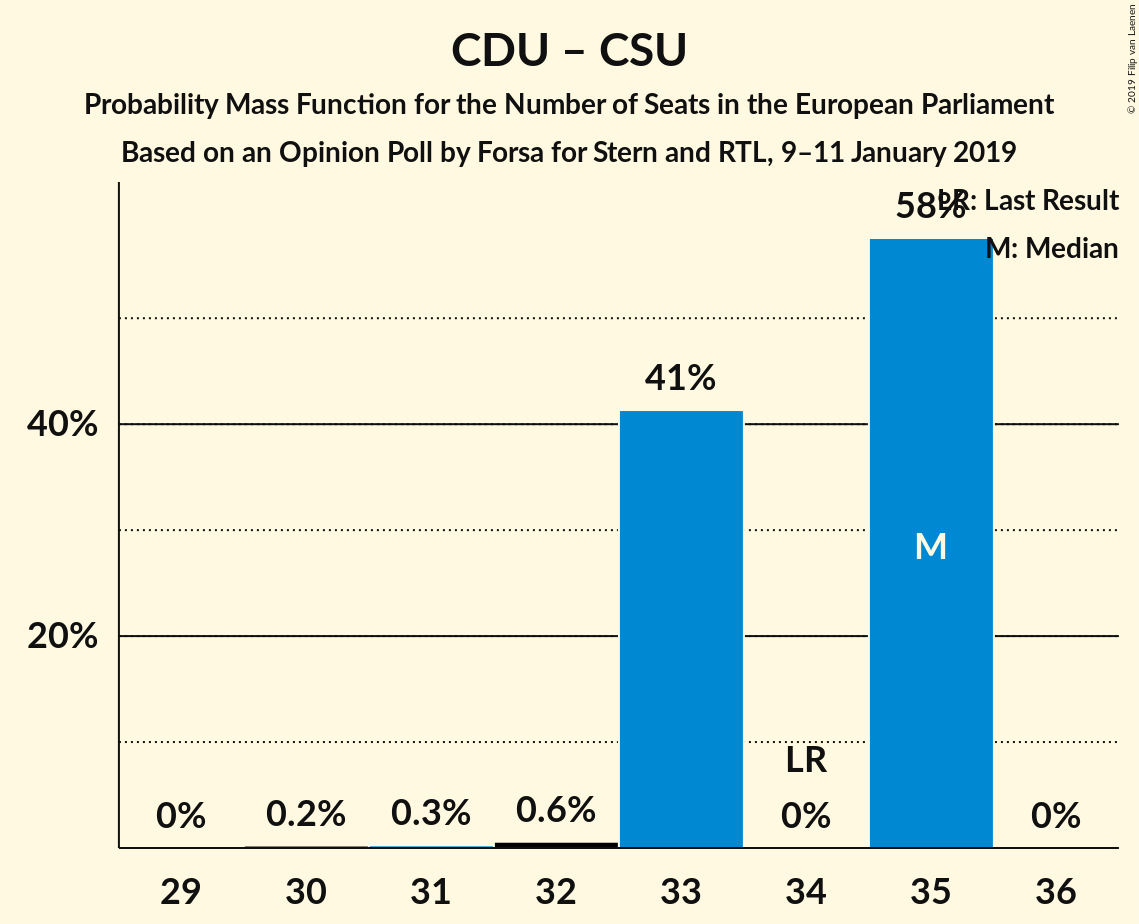 CDU – CSU
Probability Mass Function for the Number of Seats in the European Parliament
Based on an Opinion Poll by Forsa for Stern and RTL, 9–11 January 2019
© 2019 Filip van Laenen
LR: Last Result
M: Median
58%
41%
40%
M
20%
LR
0%
0.2%
0.3%
0.6%
0%
0%
29
30
31
32
33
34
35
36